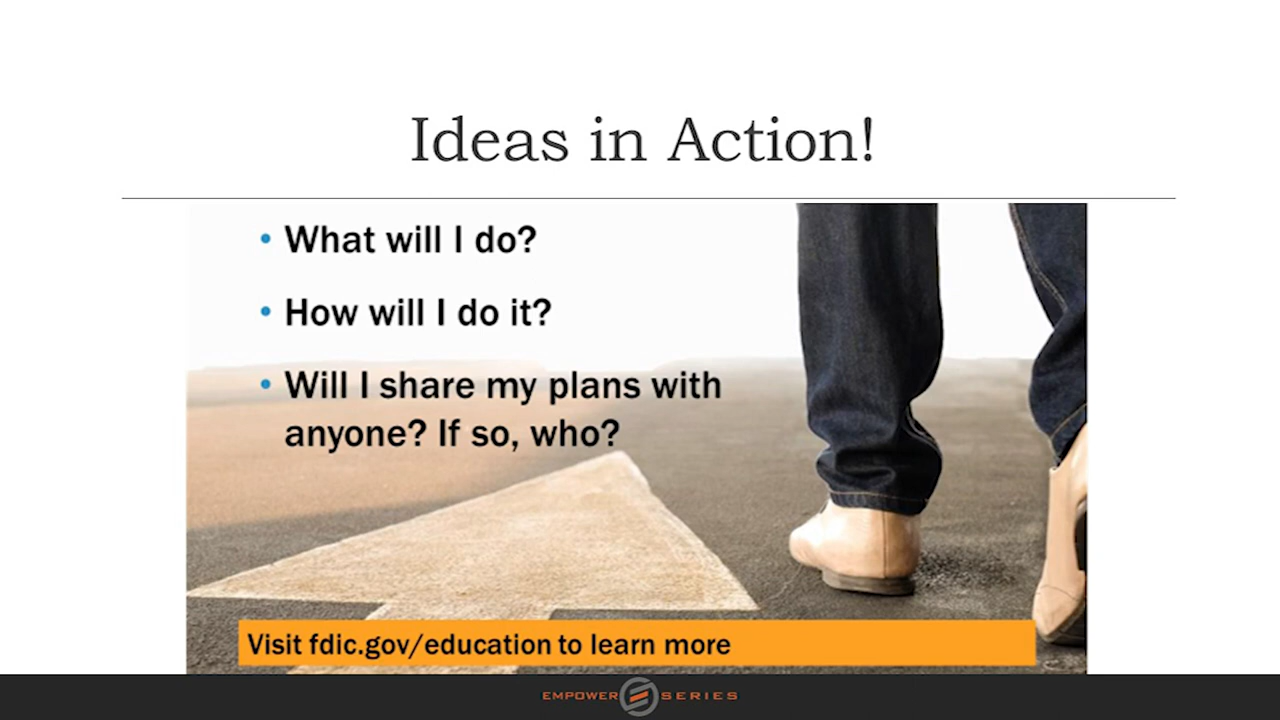 Ideas in Action!
• What will I do?
• How will I do it?
• Will I share my plans with
anyone? If so, who?
Visit fdic.gov/education to learn more
EMPOWER SERIES